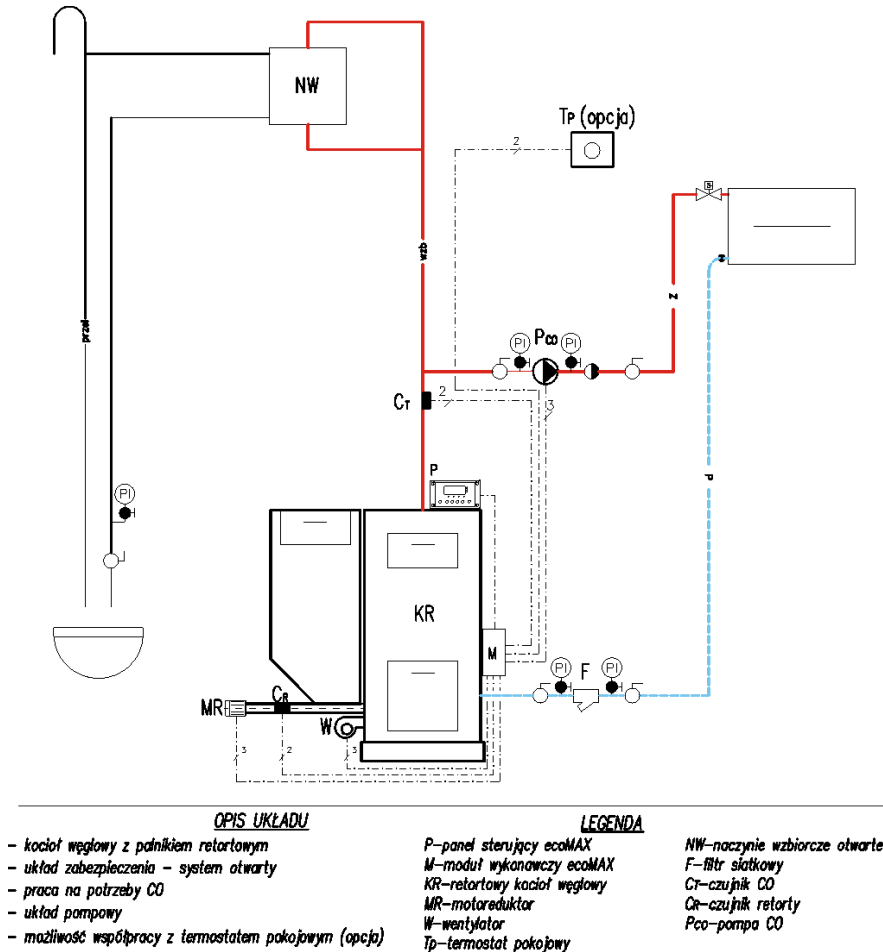 NW
Tp (opcja)
2
wzb
przel
Z
PI
Pco
PI
CT
2
3
P
P
PI
KR
M
PI
F
PI
MR
CR
W
3
2
3
OPIS UKŁADU
- kocioł węglowy z palnikiem retortowym
- układ zabezpieczenia - system otwarty
- praca na potrzeby CO
- układ pompowy
- możliwość współpracy z termostatem pokojowym (opcja)
LEGENDA
P-panel sterujący ecoMAX
M-moduł wykonawczy ecoMAX
KR-retortowy kocioł węglowy
MR-motoreduktor
W-wentylator
Tp-termostat pokojowy
NW-naczynie wzbiorcze otwarte
F-filtr siatkowy
CT-czujnik CO
CR-czujnik retorty
Pco-pompa CO